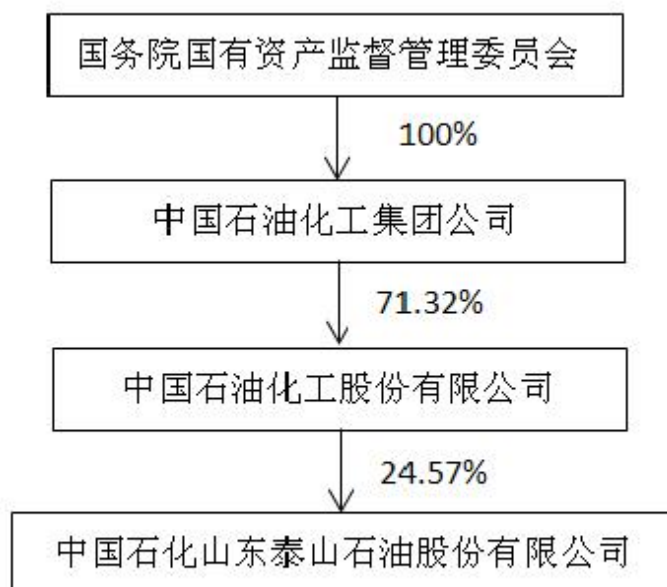 国务院国有资产监督管理委员会
100%
中国石油化工集团公司
71.32%
中国石油化工股份有限公司
24.57%
中国石化山东泰山石油股份有限公司